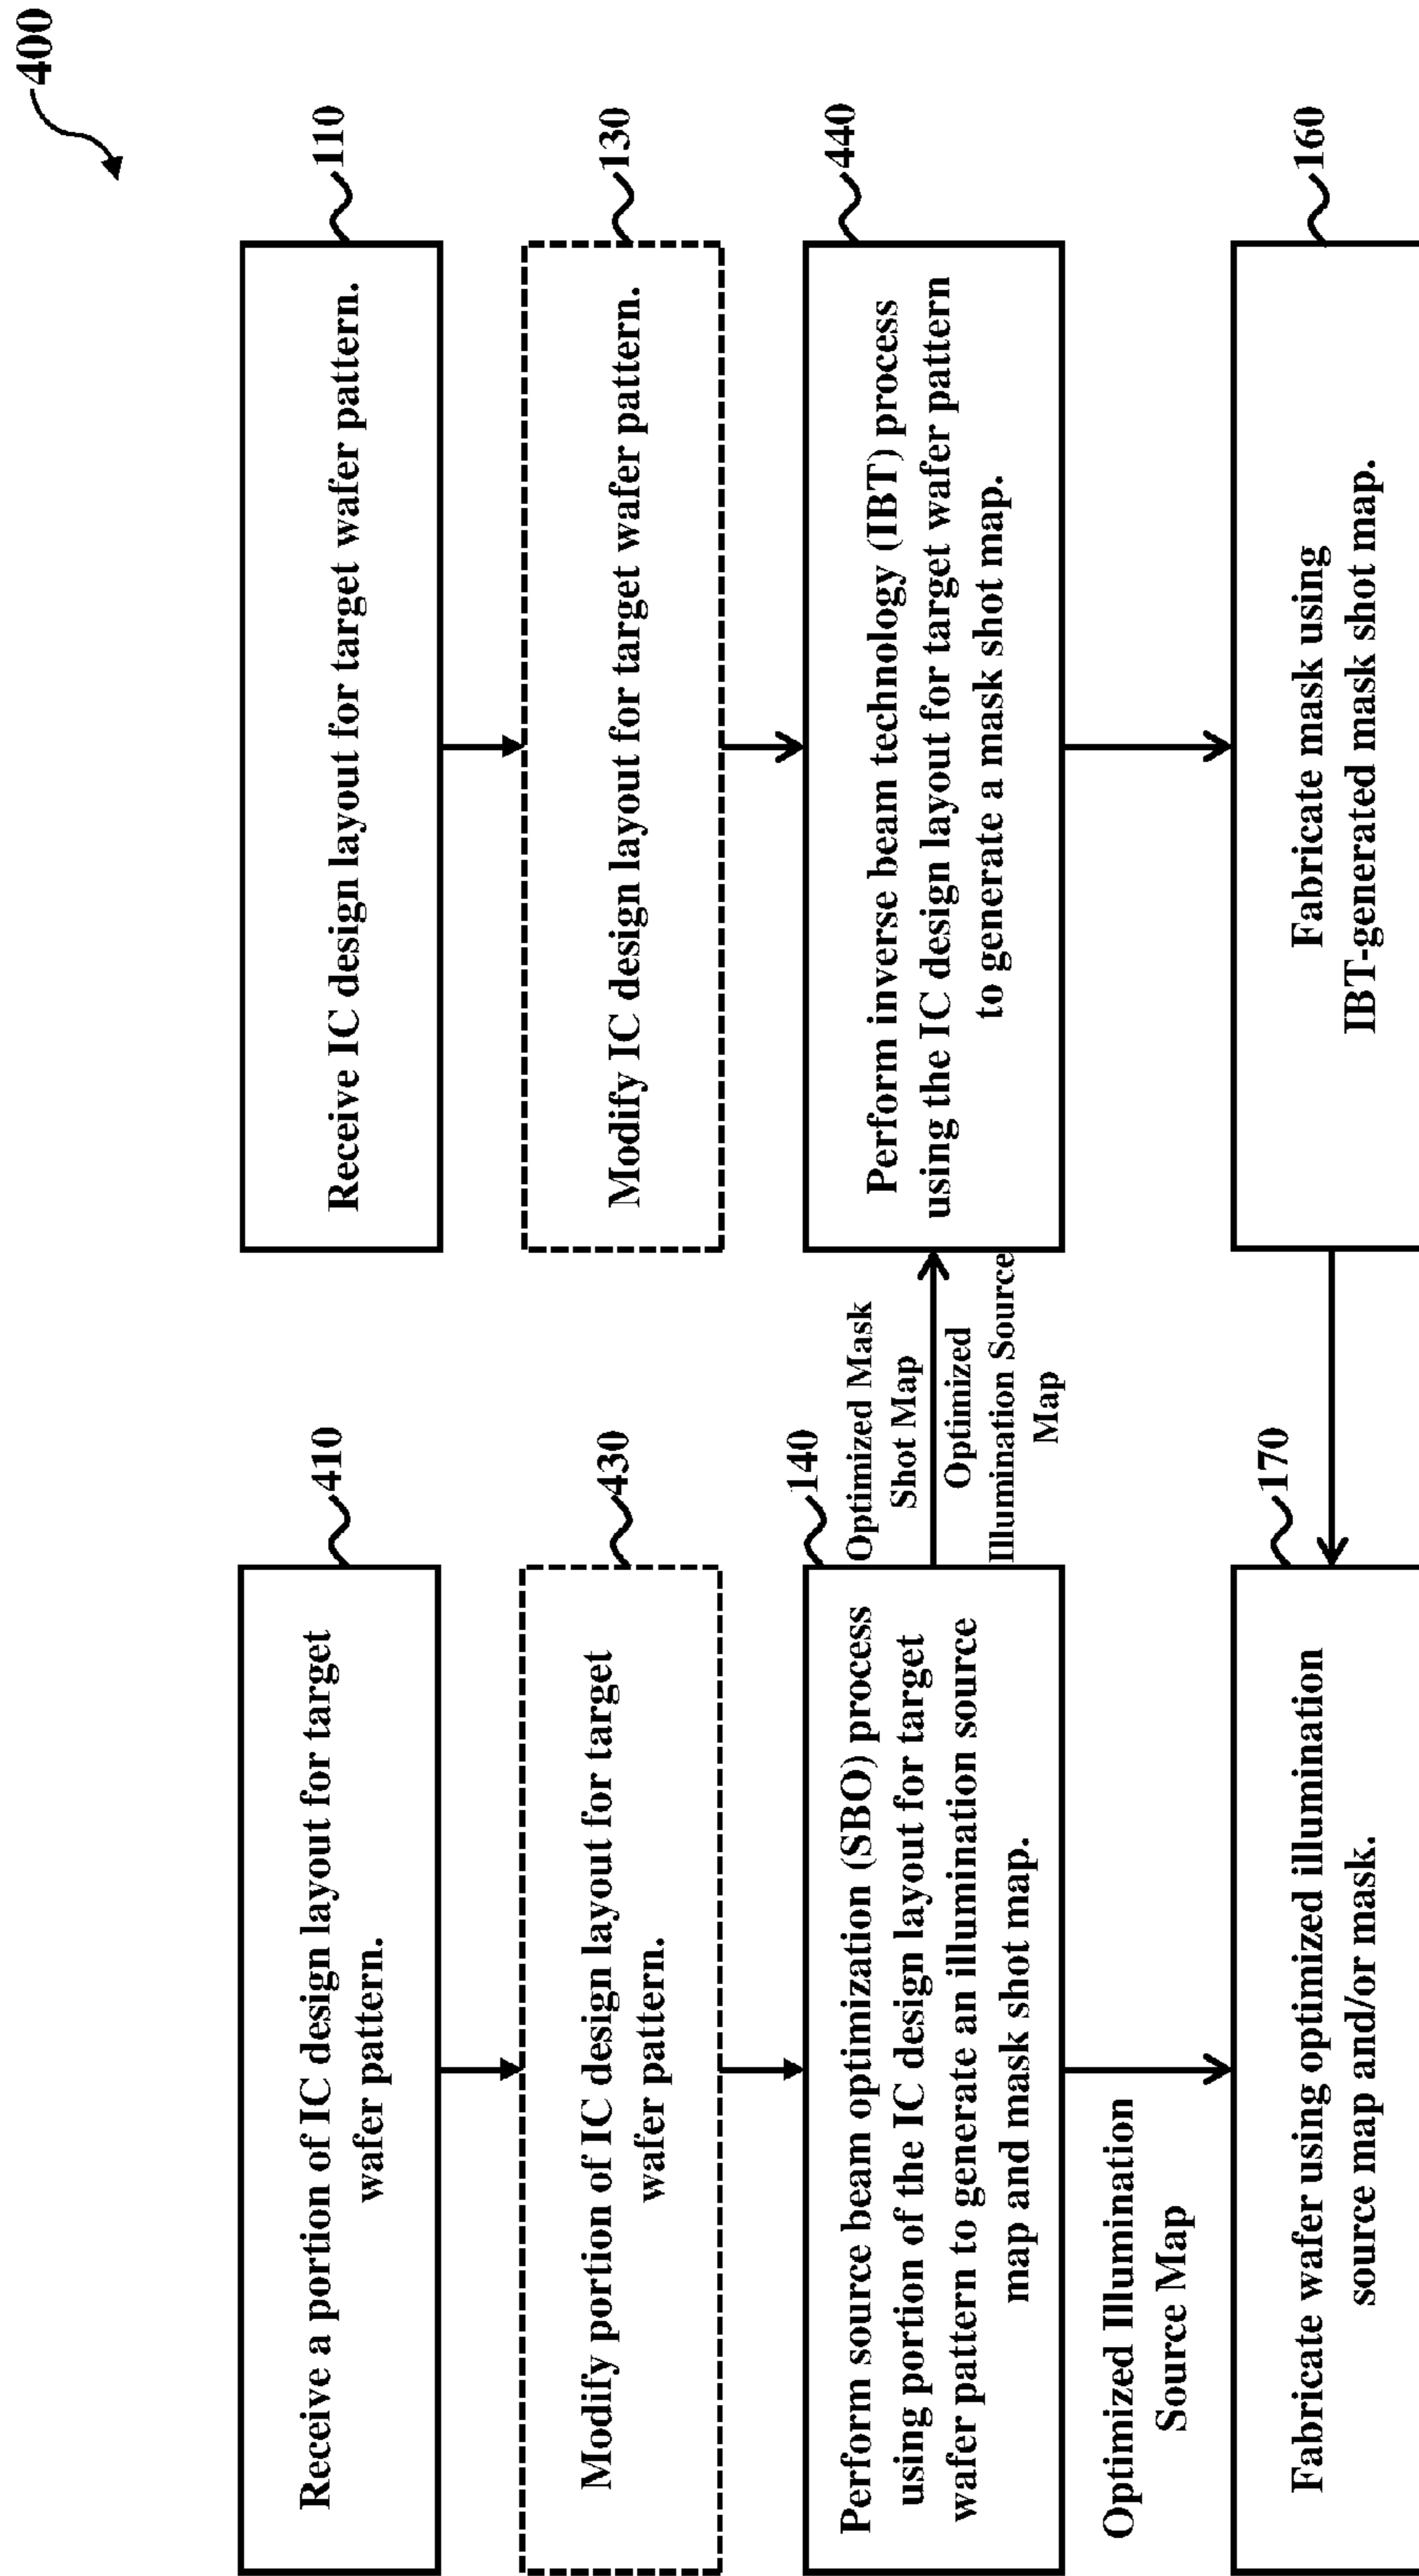 400
410
Receive a portion of IC design layout for target
wafer pattern.
430
Modify portion of IC design layout for target
wafer pattern.
140
Perform source beam optimization (SBO) process
using portion of the IC design layout for target
wafer pattern to generate an illumination source
map and mask shot map.
Optimized Illumination
Source Map
170
Fabricate wafer using optimized illumination
source map and/or mask.
Optimized Mask
Shot Map
Optimized
Illumination Source
Map
110
Receive IC design layout for target wafer pattern.
130
Modify IC design layout for target wafer pattern.
440
Perform inverse beam technology (IBT) process
using the IC design layout for target wafer pattern
to generate a mask shot map.
160
Fabricate mask using
IBT-generated mask shot map.